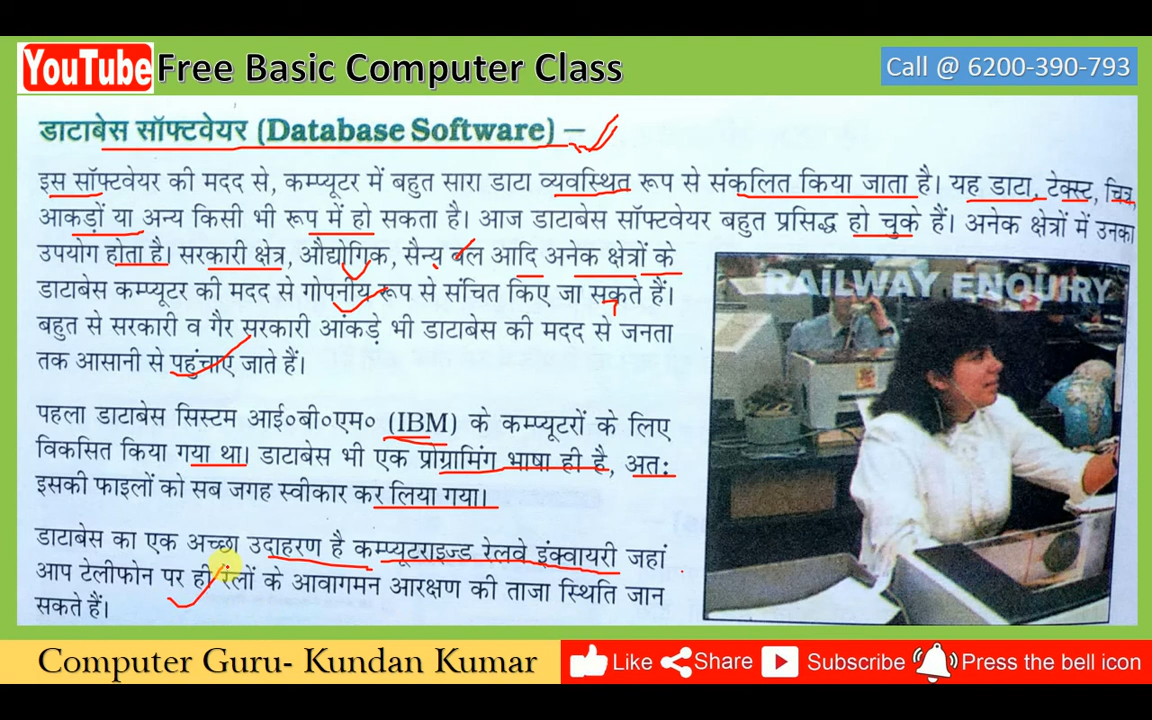 YouTube Free Basic Computer Class
Call @ 6200-390-793
डाटाबेस सॉफ्टवेयर (Database Software) –
इस सॉफ्टवेयर की मदद से, कम्प्यूटर में बहुत सारा डाटा व्यवस्थित रूप से संकलित किया जाता है। यह डाटा, टेक्स्ट, चित्र,
आकड़ों या अन्य किसी भी रूप में हो सकता है। आज डाटाबेस सॉफ्टवेयर बहुत प्रसिद्ध हो चुके हैं। अनेक क्षेत्रों में उनका
उपयोग होता है। सरकारी क्षेत्र, औद्योगिक, सैन्य बल आदि अनेक क्षेत्रों के
डाटाबेस कम्प्यूटर की मदद से गोपनीय रूप से संचित किए जा सकते हैं।
बहुत से सरकारी व गैर सरकारी आंकड़े भी डाटाबेस की मदद से जनता
तक आसानी से पहुंचाए जाते हैं।
RAILWAY ENQUIRY
पहला डाटाबेस सिस्टम आई०बी०एम० (IBM) के कम्प्यूटरों के लिए
विकसित किया गया था। डाटाबेस भी एक प्रोग्रामिंग भाषा ही है, अतः
इसकी फाइलों को सब जगह स्वीकार कर लिया गया।
डाटाबेस का एक अच्छा उदाहरण है कम्प्यूटराइज्ड रेलवे इंक्वायरी जहां
आप टेलीफोन पर ही रेलों के आवागमन आरक्षण की ताजा स्थिति जान
सकते हैं।
Computer Guru- Kundan Kumar
Like Share Subscribe Press the bell icon